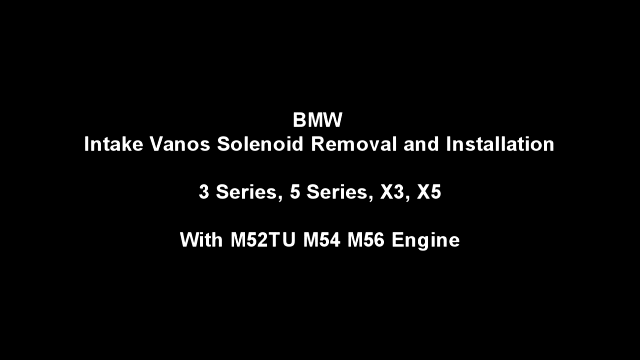 BMW
Intake Vanos Solenoid Removal and Installation
3 Series, 5 Series, X3, X5
With M52TU M54 M56 Engine